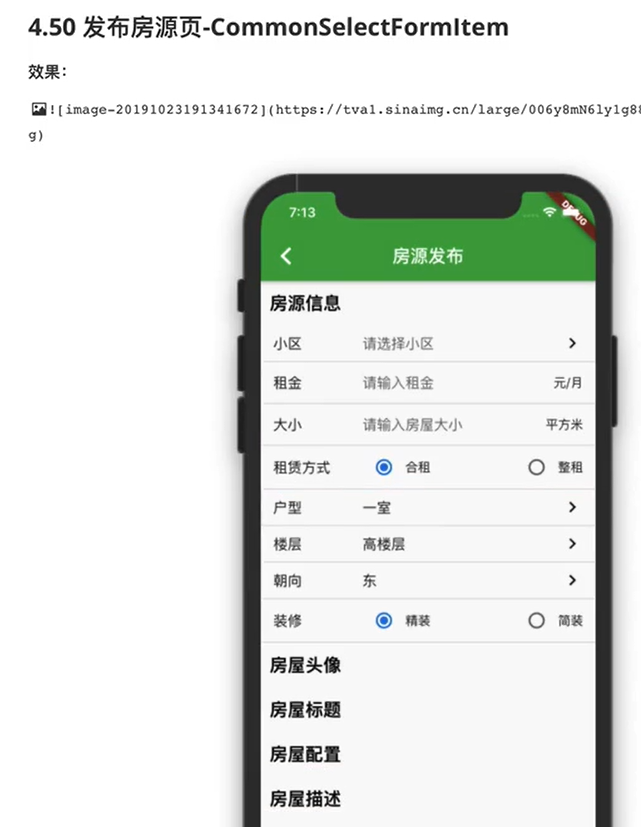 4.50 发布房源页-CommonSelectFormItem
效果：
![image-20191023191341672](https://tva1.sinaimg.cn/large/006y8mN6ly1g88
g)
7:13
DEBUG
房源发布
房源信息
小区 请选择小区
租金 请输入租金 元/月
大小 请输入房屋大小 平方米
租赁方式 合租 整租
户型 一室
楼层 高楼层
朝向 东
装修 精装 简装
房屋头像
房屋标题
房屋配置
房屋描述